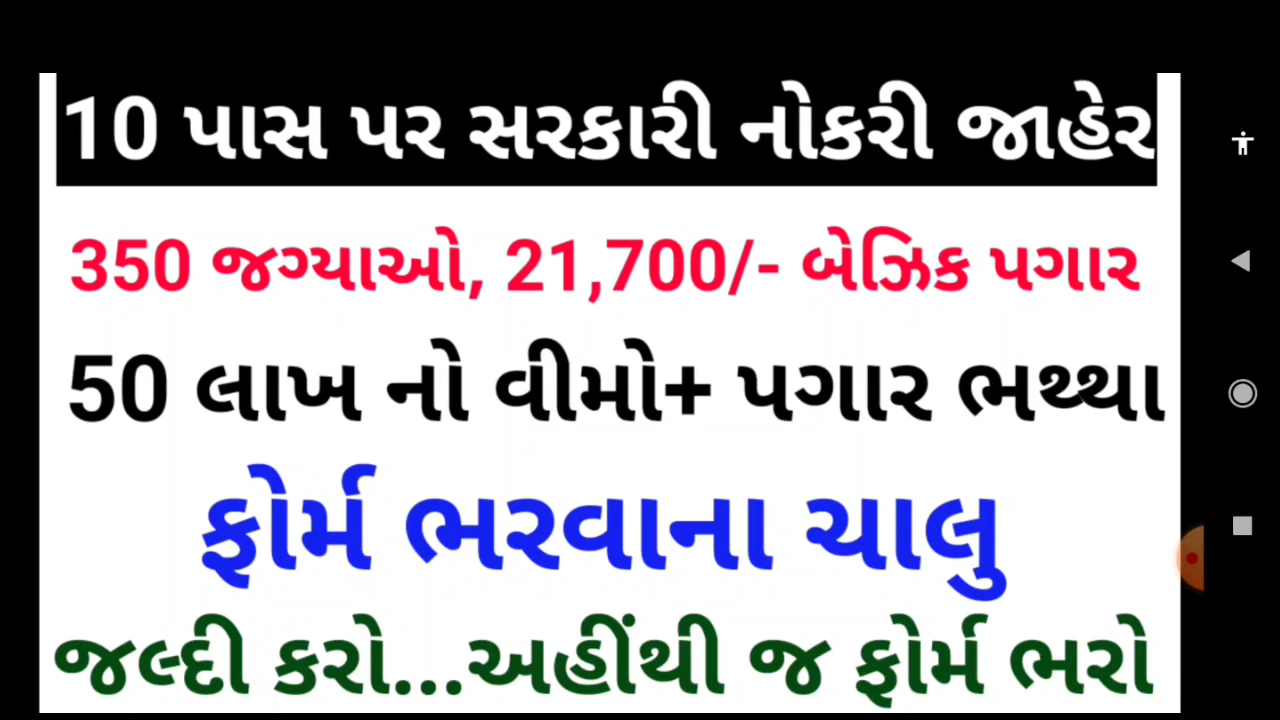 10 પાસ પર સરકારી નોકરી જાહેર
350 જગ્યાઓ, 21,700/- બેઝિક પગાર
50 લાખ નો વીમો+ પગાર ભથ્થા
ફોર્મ ભરવાના ચાલુ
જલ્દી કરો...અહીંથી જ ફોર્મ ભરો